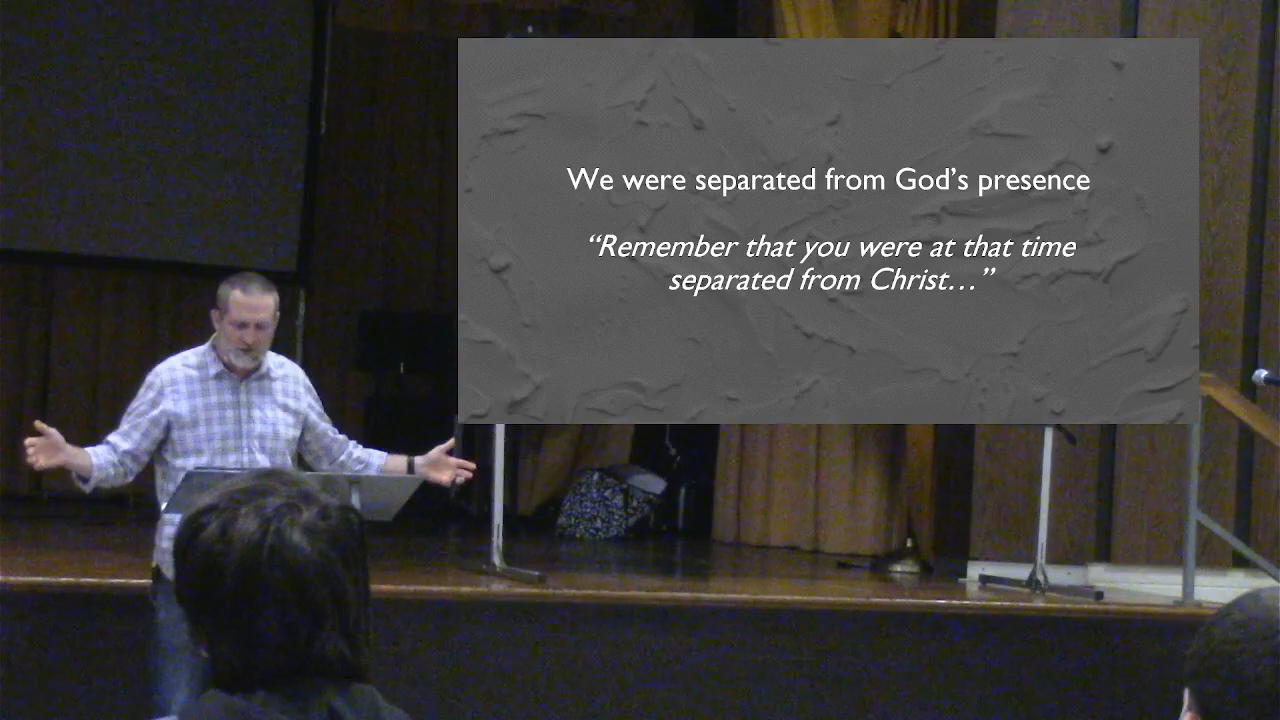 We were separated from God’s presence
“Remember that you were at that time
separated from Christ…”